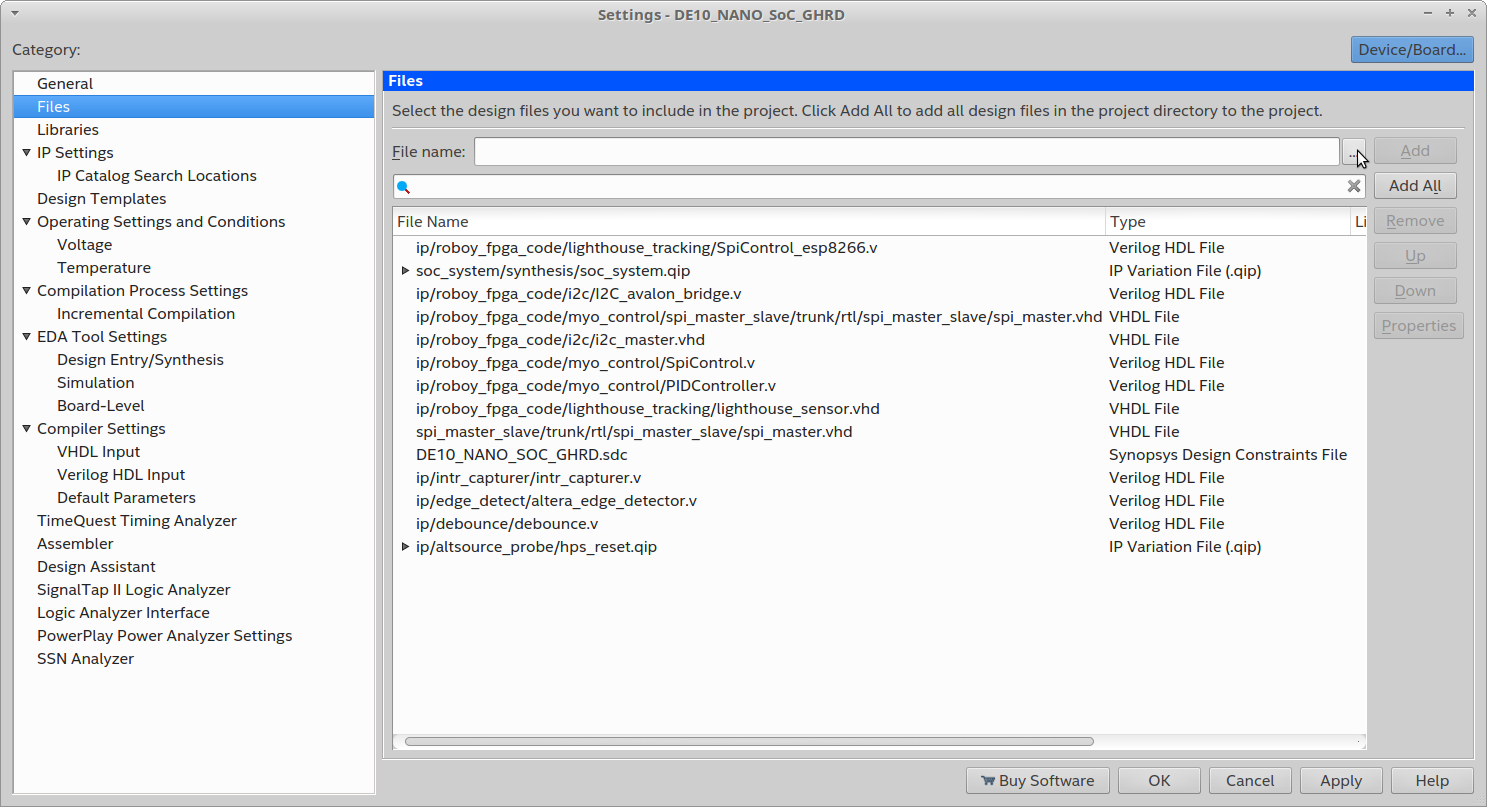 Settings - DE10_NANO_SoC_GHRD
Category:
Device/Board...
General
Files
Libraries
IP Settings
IP Catalog Search Locations
Design Templates
Operating Settings and Conditions
Voltage
Temperature
Compilation Process Settings
Incremental Compilation
EDA Tool Settings
Design Entry/Synthesis
Simulation
Board-Level
Compiler Settings
VHDL Input
Verilog HDL Input
Default Parameters
TimeQuest Timing Analyzer
Assembler
Design Assistant
SignalTap II Logic Analyzer
Logic Analyzer Interface
PowerPlay Power Analyzer Settings
SSN Analyzer
Files
Select the design files you want to include in the project. Click Add All to add all design files in the project directory to the project.
File name: ... Add
Add All
Remove
Up
Down
Properties
File Name Type Li
ip/roboy_fpga_code/lighthouse_tracking/SpiControl_esp8266.v Verilog HDL File
soc_system/synthesis/soc_system.qip IP Variation File (.qip)
ip/roboy_fpga_code/i2c/I2C_avalon_bridge.v Verilog HDL File
ip/roboy_fpga_code/myo_control/spi_master_slave/trunk/rtl/spi_master_slave/spi_master.vhd VHDL File
ip/roboy_fpga_code/i2c/i2c_master.vhd VHDL File
ip/roboy_fpga_code/myo_control/SpiControl.v Verilog HDL File
ip/roboy_fpga_code/myo_control/PIDController.v Verilog HDL File
ip/roboy_fpga_code/lighthouse_tracking/lighthouse_sensor.vhd VHDL File
spi_master_slave/trunk/rtl/spi_master_slave/spi_master.vhd VHDL File
DE10_NANO_SOC_GHRD.sdc Synopsys Design Constraints File
ip/intr_capturer/intr_capturer.v Verilog HDL File
ip/edge_detect/altera_edge_detector.v Verilog HDL File
ip/debounce/debounce.v Verilog HDL File
ip/altsource_probe/hps_reset.qip IP Variation File (.qip)
Buy Software OK Cancel Apply Help